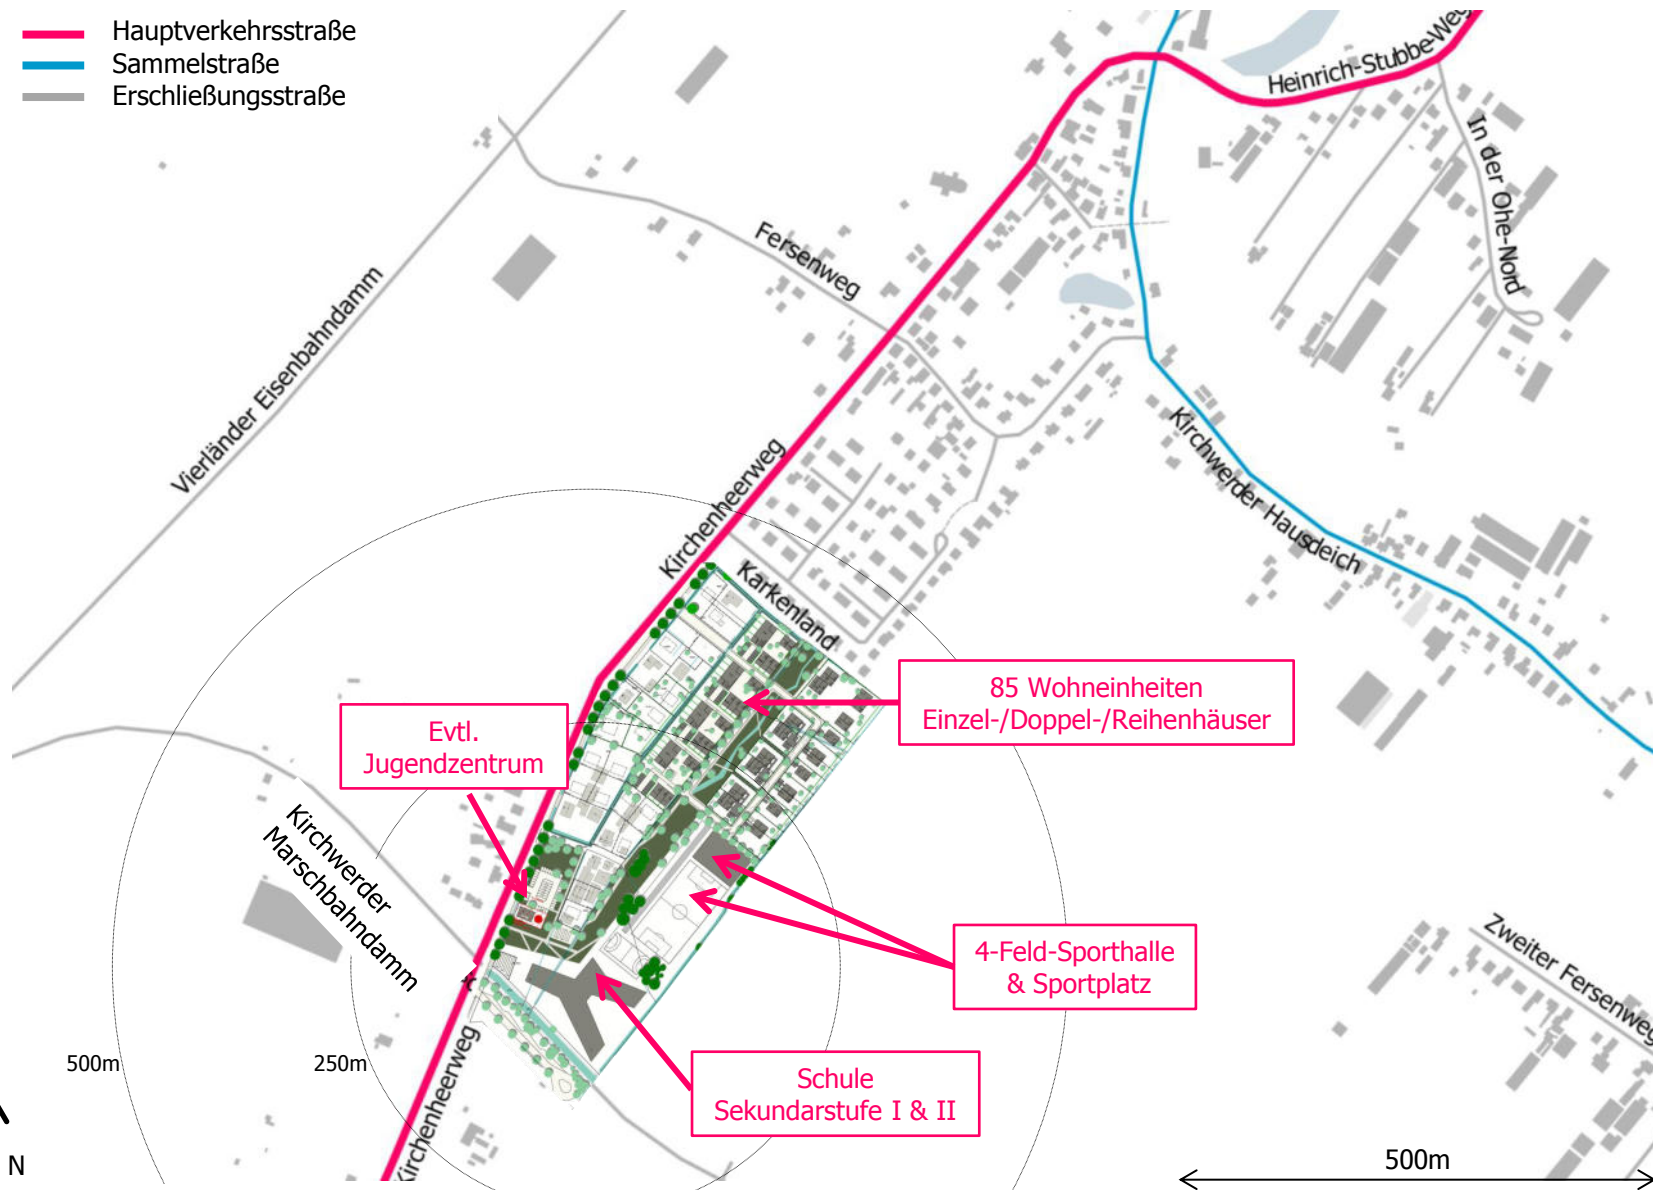 Hauptverkehrsstraße
Sammelstraße
Erschließungsstraße
Heinrich-Stubbe-Weg
In der Ohe-Nord
Fersenweg
Vierländer Eisenbahndamm
Kirchenheerweg
Kirchwerder Hausdeich
Karkenland
85 Wohneinheiten
Einzel-/Doppel-/Reihenhäuser
Evtl.
Jugendzentrum
Kirchwerder
Marschbahndamm
4-Feld-Sporthalle
& Sportplatz
Zweiter Fersenweg
Schule
Sekundarstufe I & II
Kirchenheerweg
500m
250m
N
500m